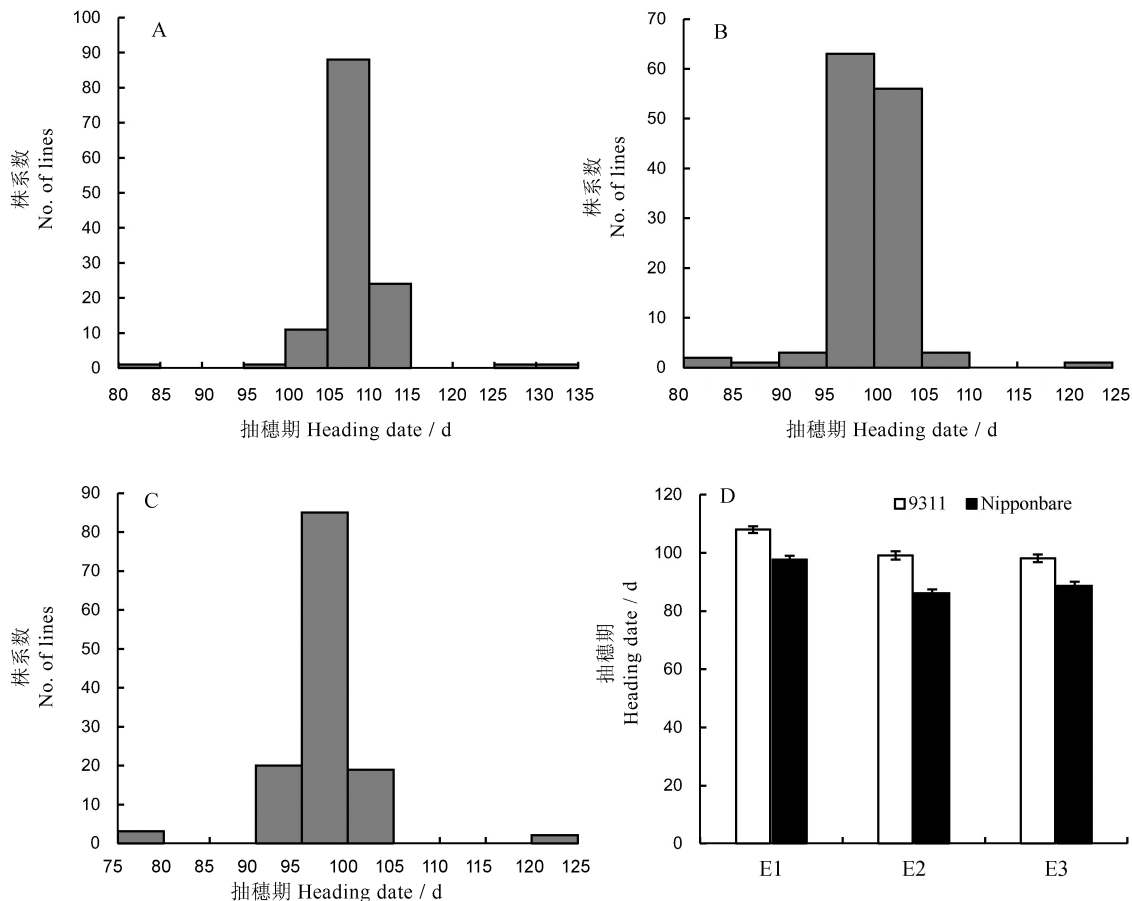 A
100
90
80
70
60
50
40
30
20
10
0
株系数
No. of lines
80 85 90 95 100 105 110 115 120 125 130 135
抽穗期 Heading date / d
B
70
60
50
40
30
20
10
0
株系数
No. of lines
80 85 90 95 100 105 110 115 120 125
抽穗期 Heading date / d
C
90
80
70
60
50
40
30
20
10
0
株系数
No. of lines
75 80 85 90 95 100 105 110 115 120 125
抽穗期 Heading date / d
D
9311 Nipponbare
120
100
80
60
40
20
0
抽穗期
Heading date / d
E1 E2 E3